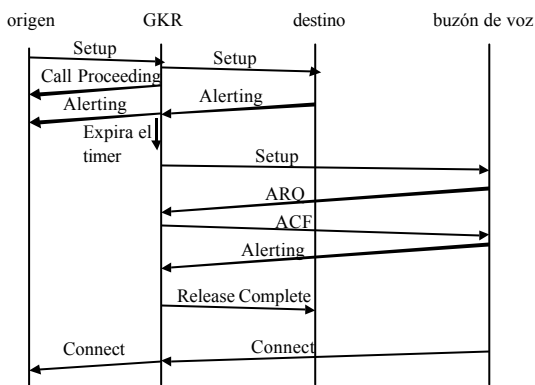 origen GKR destino buzón de voz
Setup
Setup
Call Proceeding
Alerting
Alerting
Expira el
timer
Setup
ARQ
ACF
Alerting
Release Complete
Connect
Connect